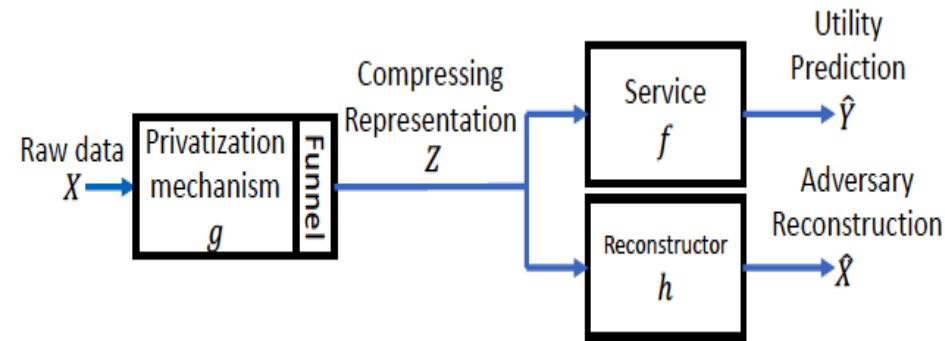 Raw data
X
Privatization
mechanism
g
Funnel
Compressing
Representation
Z
Service
f
Utility
Prediction
Ŷ
Reconstructor
h
Adversary
Reconstruction
X̂